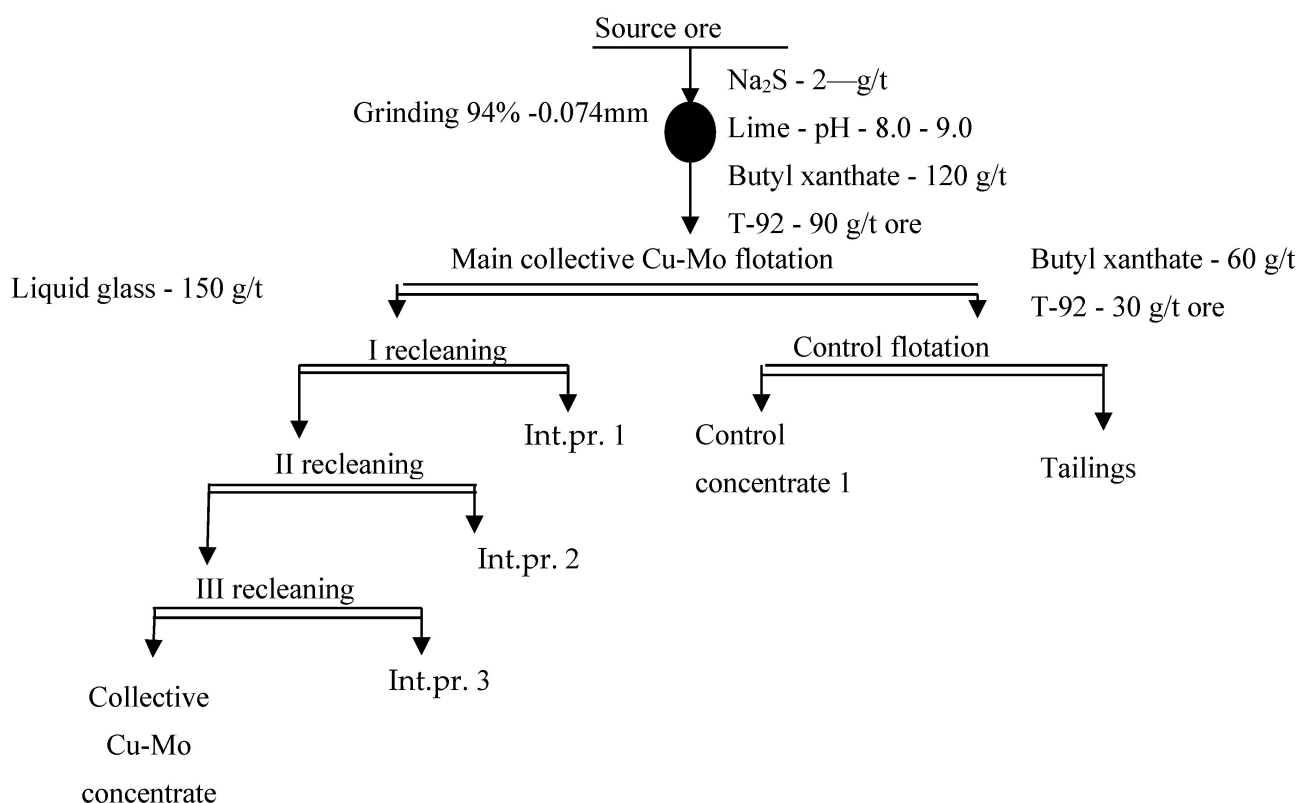 Source ore
Na₂S - 2—g/t
Grinding 94% -0.074mm
Lime - pH - 8.0 - 9.0
Butyl xanthate - 120 g/t
T-92 - 90 g/t ore
Main collective Cu-Mo flotation
Butyl xanthate - 60 g/t
Liquid glass - 150 g/t
T-92 - 30 g/t ore
I recleaning
Control flotation
Int.pr. 1
Control
concentrate 1
Tailings
II recleaning
Int.pr. 2
III recleaning
Int.pr. 3
Collective
Cu-Mo
concentrate